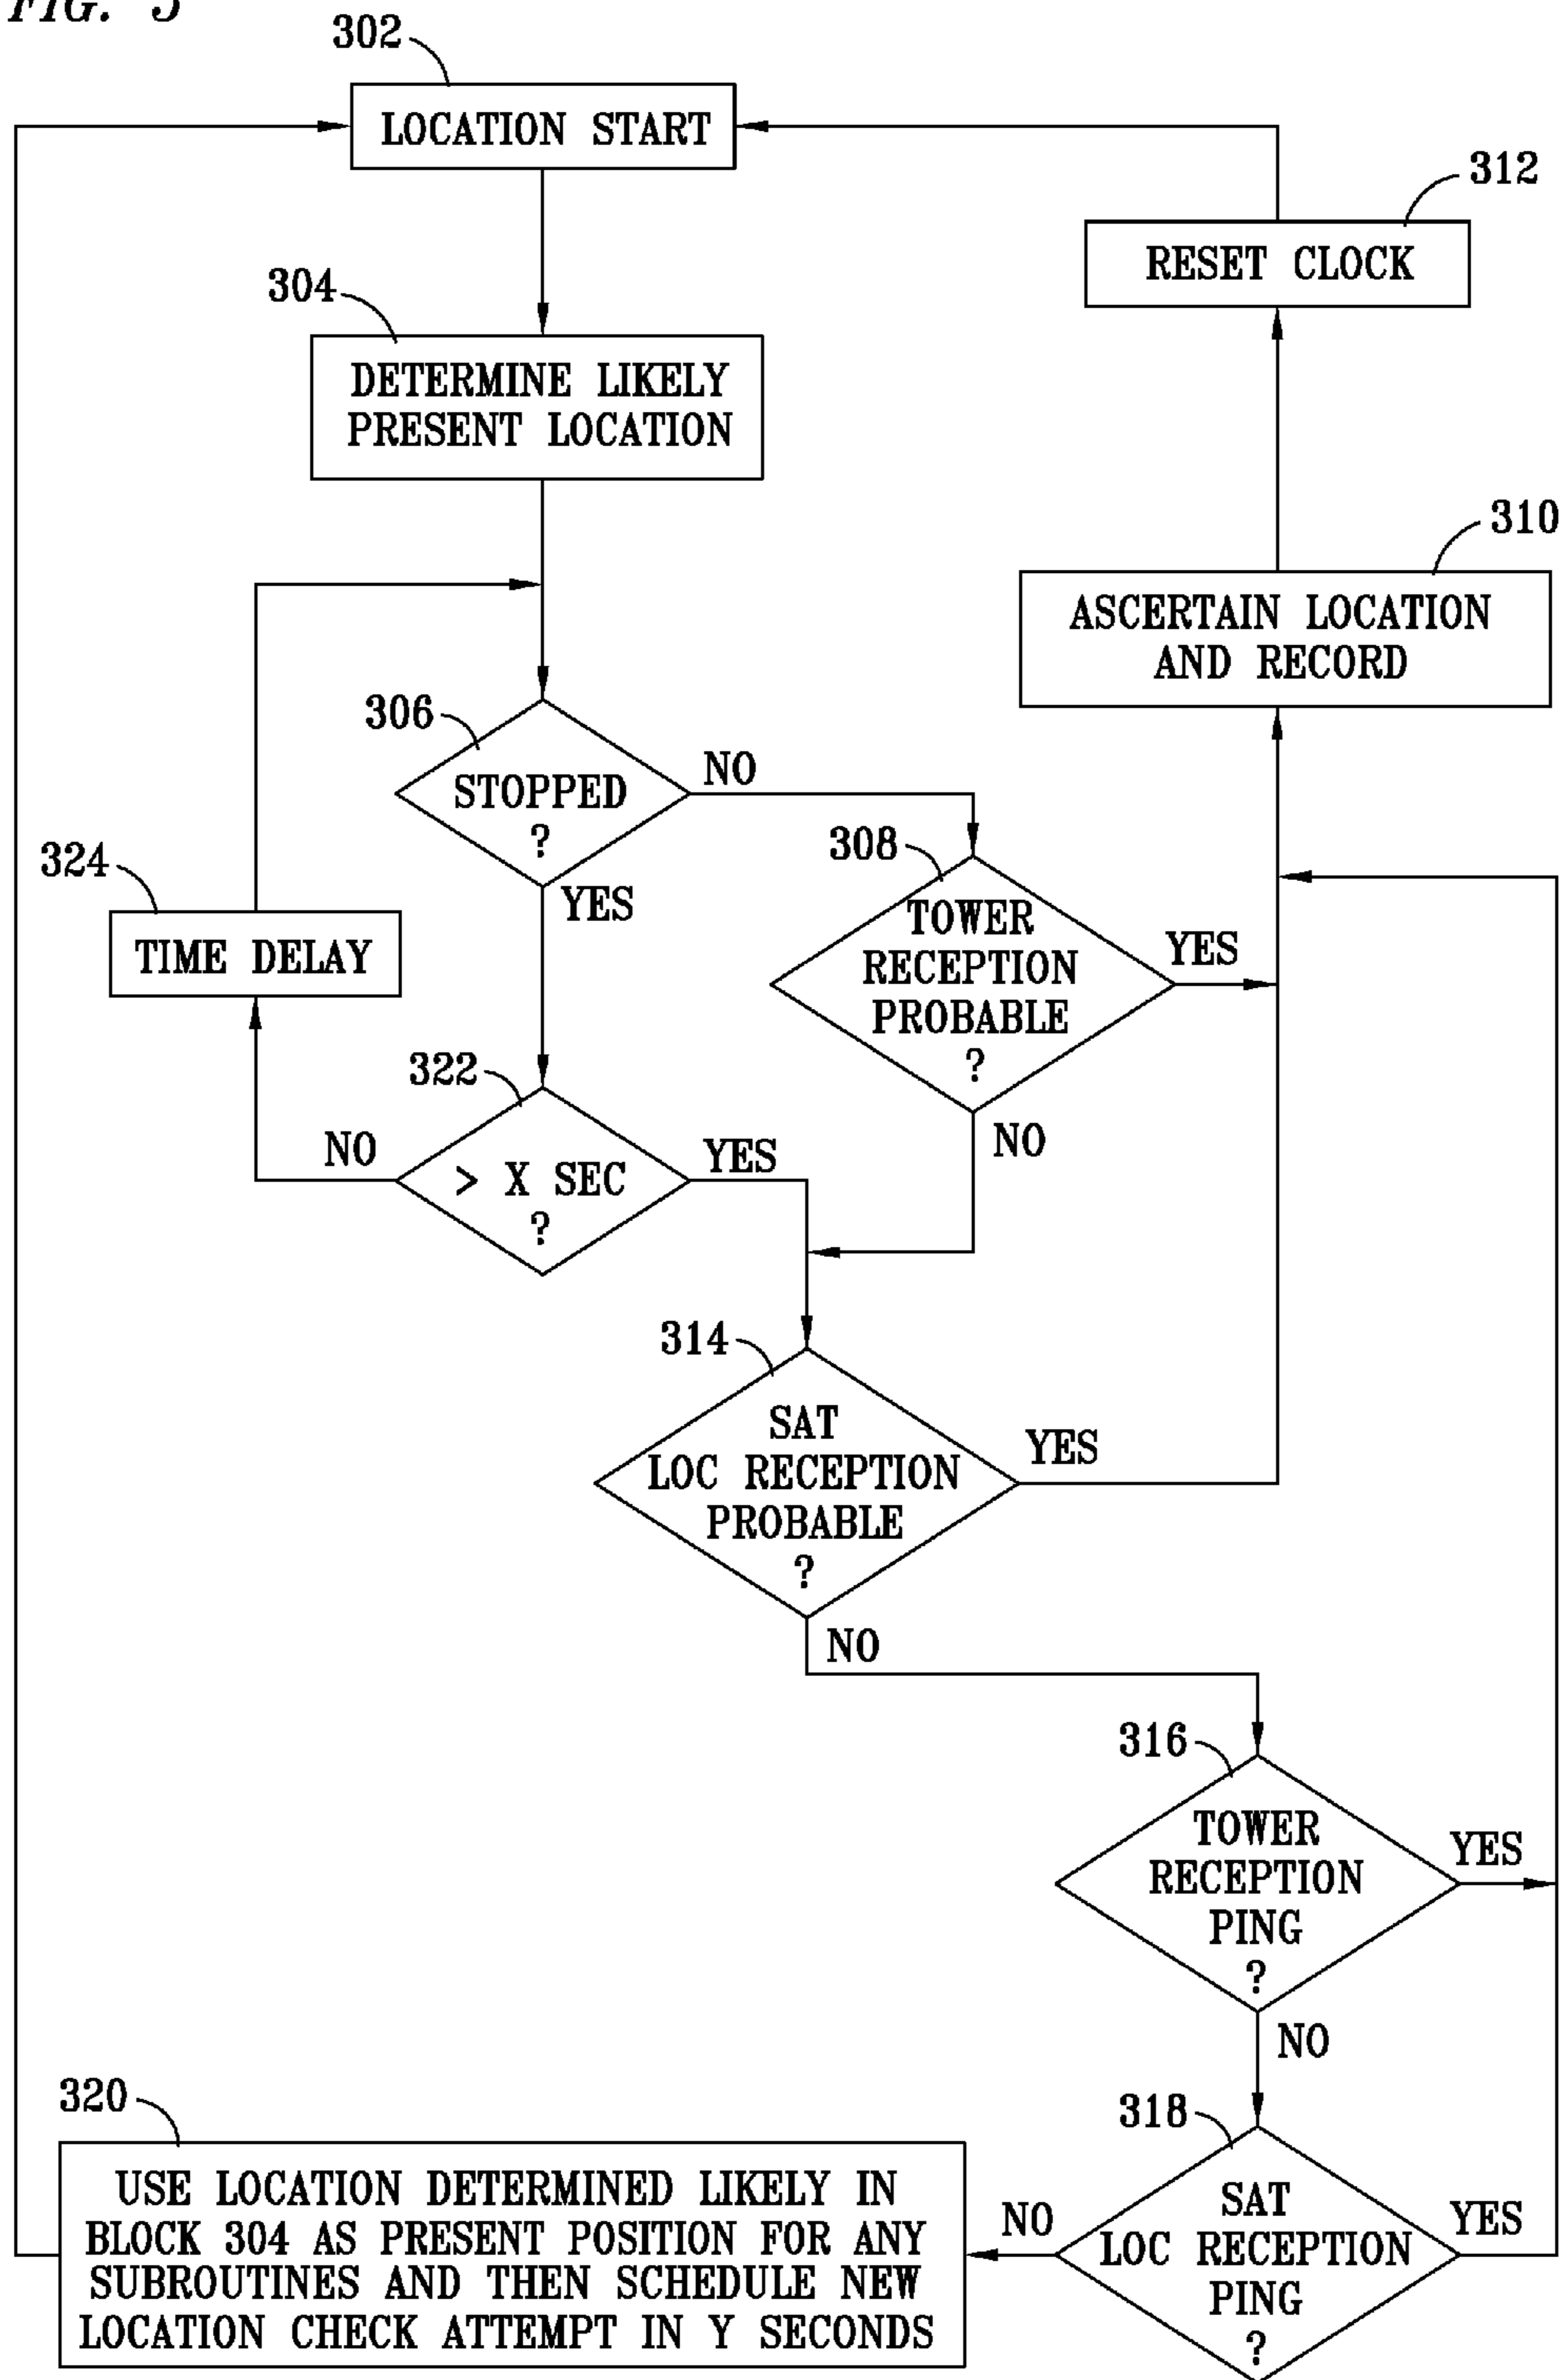 FIG. 3
302
LOCATION START
312
RESET CLOCK
304
DETERMINE LIKELY
PRESENT LOCATION
310
ASCERTAIN LOCATION
AND RECORD
306
STOPPED
?
NO
YES
308
TOWER
RECEPTION
PROBABLE
?
YES
NO
324
TIME DELAY
322
> X SEC
?
NO
YES
314
SAT
LOC RECEPTION
PROBABLE
?
YES
NO
316
TOWER
RECEPTION
PING
?
YES
NO
318
SAT
LOC RECEPTION
PING
?
YES
NO
320
USE LOCATION DETERMINED LIKELY IN
BLOCK 304 AS PRESENT POSITION FOR ANY
SUBROUTINES AND THEN SCHEDULE NEW
LOCATION CHECK ATTEMPT IN Y SECONDS